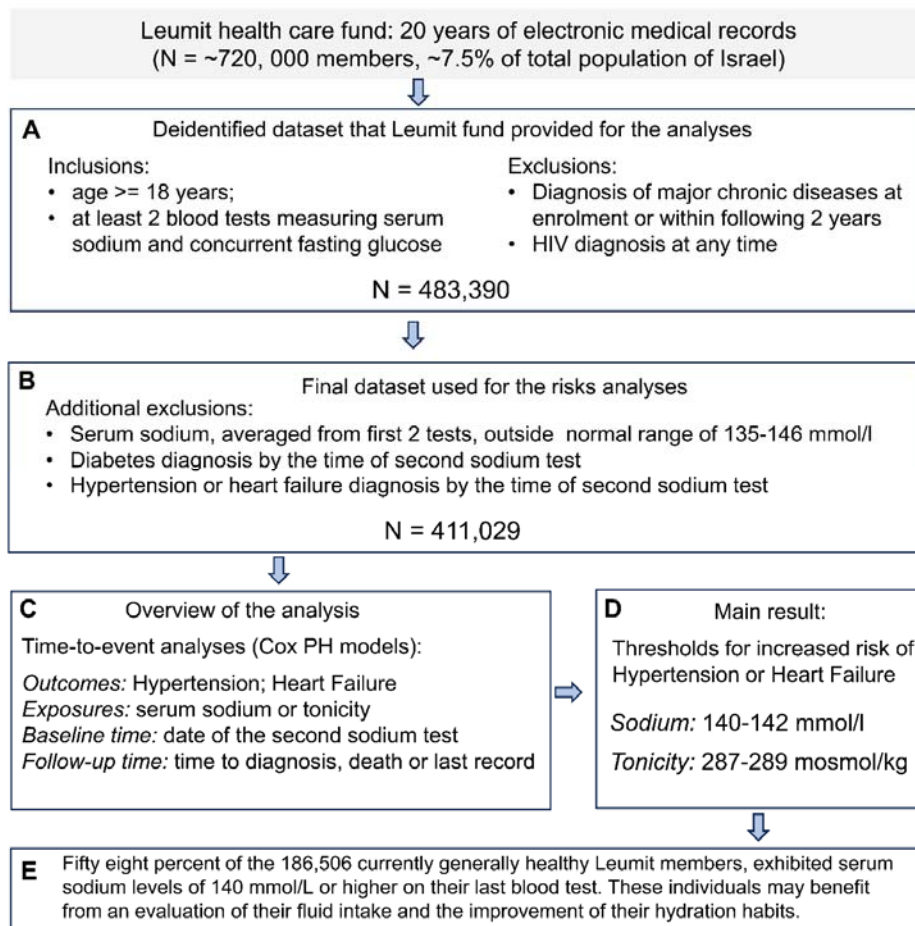 Leumit health care fund: 20 years of electronic medical records
(N = ~720, 000 members, ~7.5% of total population of Israel)
A
Deidentified dataset that Leumit fund provided for the analyses
Inclusions:
• age >= 18 years;
• at least 2 blood tests measuring serum
sodium and concurrent fasting glucose
Exclusions:
• Diagnosis of major chronic diseases at
enrolment or within following 2 years
• HIV diagnosis at any time
N = 483,390
B
Final dataset used for the risks analyses
Additional exclusions:
• Serum sodium, averaged from first 2 tests, outside normal range of 135-146 mmol/l
• Diabetes diagnosis by the time of second sodium test
• Hypertension or heart failure diagnosis by the time of second sodium test
N = 411,029
C
Overview of the analysis
Time-to-event analyses (Cox PH models):
Outcomes: Hypertension; Heart Failure
Exposures: serum sodium or tonicity
Baseline time: date of the second sodium test
Follow-up time: time to diagnosis, death or last record
D
Main result:
Thresholds for increased risk of
Hypertension or Heart Failure
Sodium: 140-142 mmol/l
Tonicity: 287-289 mosmol/kg
E
Fifty eight percent of the 186,506 currently generally healthy Leumit members, exhibited serum
sodium levels of 140 mmol/L or higher on their last blood test. These individuals may benefit
from an evaluation of their fluid intake and the improvement of their hydration habits.